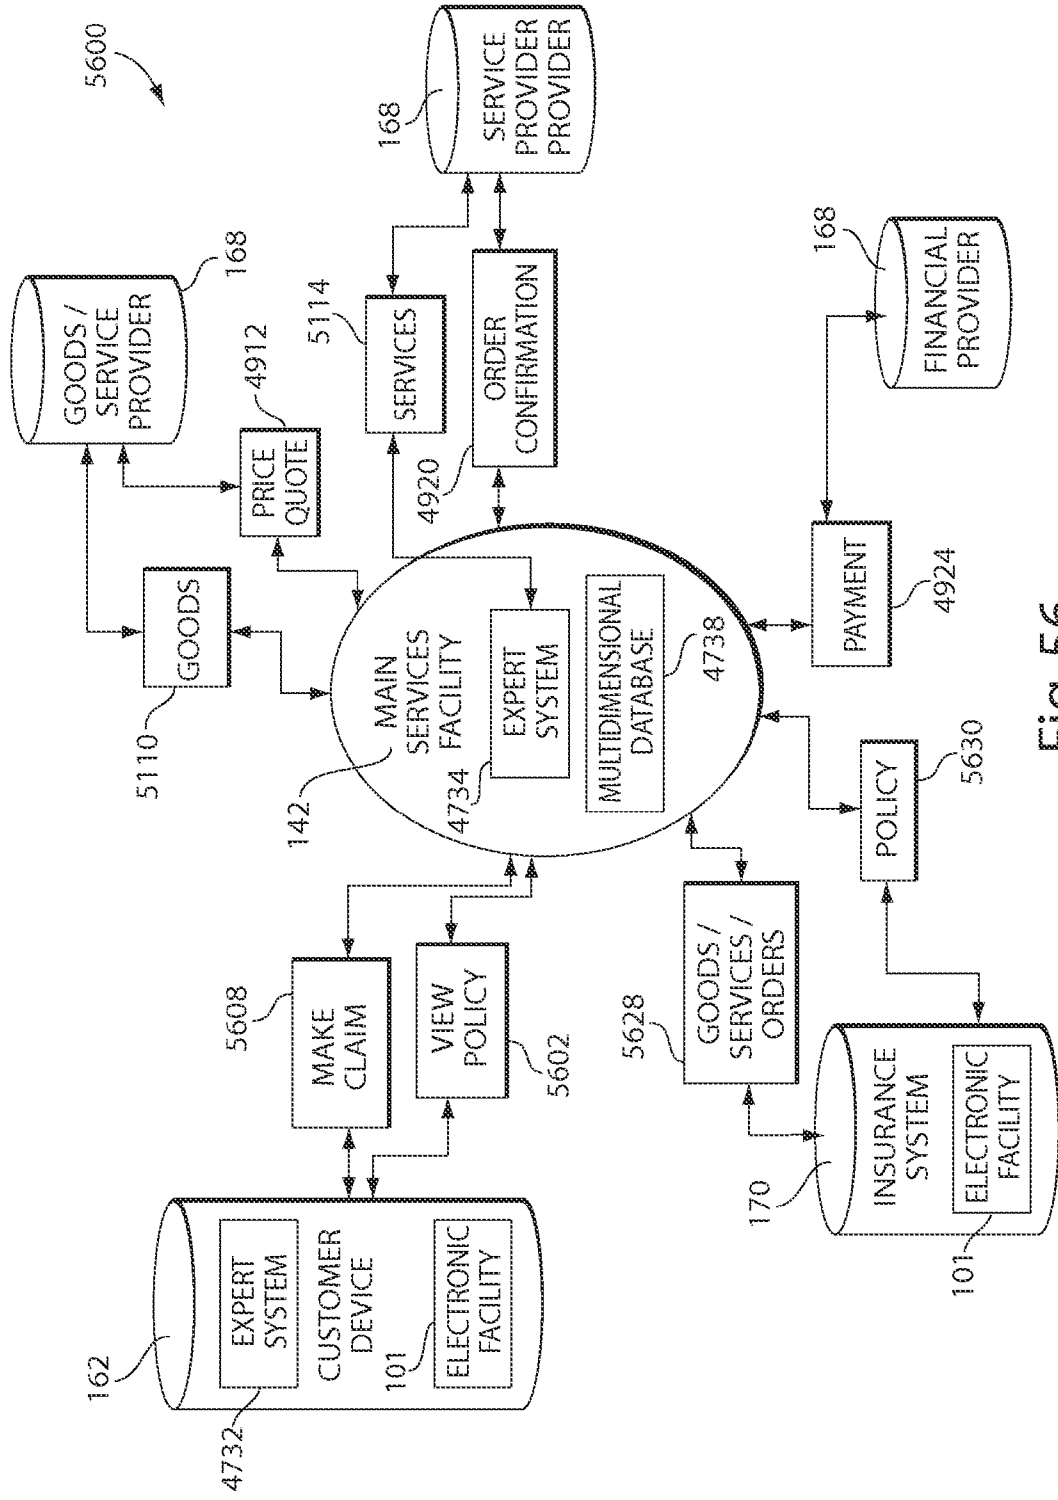 5600
162
EXPERT
SYSTEM
4732
CUSTOMER
DEVICE
101
ELECTRONIC
FACILITY
5608
MAKE
CLAIM
VIEW
POLICY
5602
5110
GOODS
GOODS /
SERVICE
PROVIDER
168
4912
PRICE
QUOTE
142
MAIN
SERVICES
FACILITY
4734
EXPERT
SYSTEM
MULTIDIMENSIONAL
DATABASE
4738
5114
SERVICES
4920
ORDER
CONFIRMATION
168
SERVICE
PROVIDER
PROVIDER
5628
GOODS /
SERVICES /
ORDERS
170
INSURANCE
SYSTEM
ELECTRONIC
FACILITY
101
POLICY
5630
PAYMENT
4924
168
FINANCIAL
PROVIDER
Fig. 56